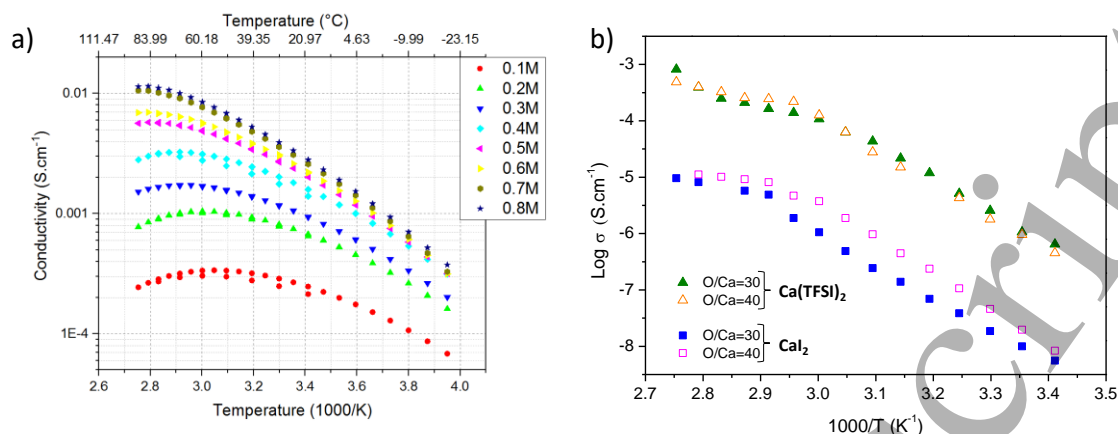 a)
Temperature (°C)
111.47 83.99 60.18 39.35 20.97 4.63 -9.99 -23.15
Conductivity (S.cm-1)
0.01
0.001
1E-4
0.1M
0.2M
0.3M
0.4M
0.5M
0.6M
0.7M
0.8M
2.6 2.8 3.0 3.2 3.4 3.6 3.8 4.0
Temperature (1000/K)
b)
Log σ (S.cm-1)
-3
-4
-5
-6
-7
-8
O/Ca=30
O/Ca=40
Ca(TFSI)2
O/Ca=30
O/Ca=40
CaI2
2.7 2.8 2.9 3.0 3.1 3.2 3.3 3.4 3.5
1000/T (K-1)